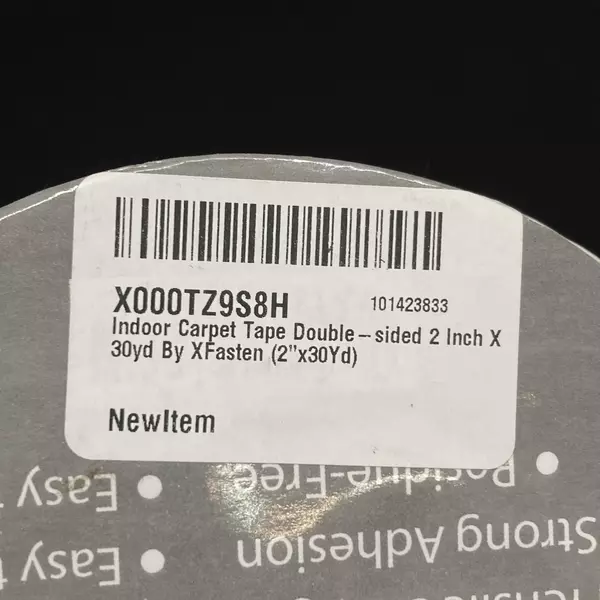 X000TZ9S8H 101423833
Indoor Carpet Tape Double-sided 2 Inch X
30yd By XFasten (2"x30Yd)
NewItem
Residue-Free
Strong Adhesion
Easy
Easy